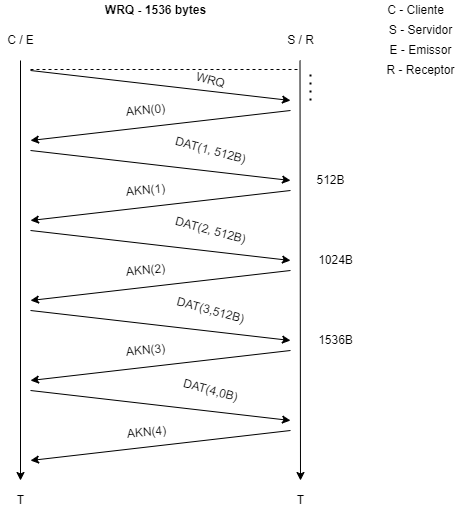 WRQ - 1536 bytes
C - Cliente
S - Servidor
E - Emissor
R - Receptor
C / E
S / R
WRQ
AKN(0)
DAT(1, 512B)
512B
AKN(1)
DAT(2, 512B)
1024B
AKN(2)
DAT(3,512B)
1536B
AKN(3)
DAT(4,0B)
AKN(4)
T
T